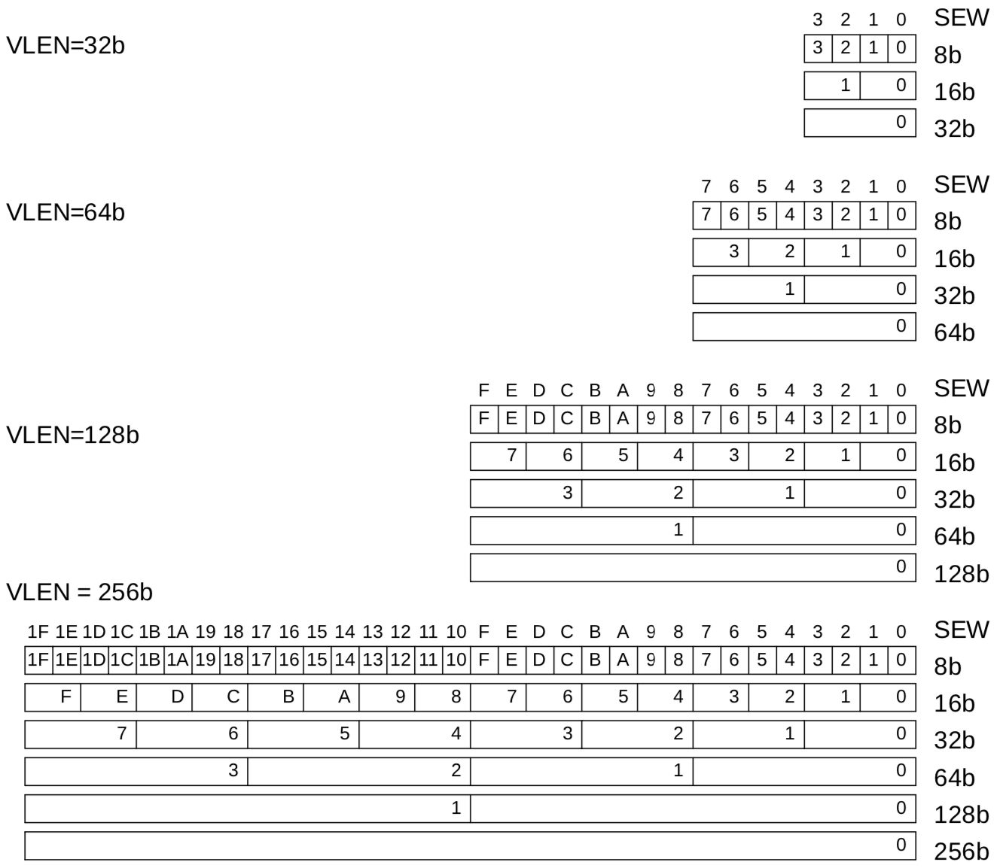 3 2 1 0 SEW
VLEN=32b
3 2 1 0 8b
1 0 16b
0 32b
7 6 5 4 3 2 1 0 SEW
VLEN=64b
7 6 5 4 3 2 1 0 8b
3 2 1 0 16b
1 0 32b
0 64b
F E D C B A 9 8 7 6 5 4 3 2 1 0 SEW
F E D C B A 9 8 7 6 5 4 3 2 1 0 8b
VLEN=128b
7 6 5 4 3 2 1 0 16b
3 2 1 0 32b
1 0 64b
0 128b
VLEN = 256b
1F 1E 1D 1C 1B 1A 19 18 17 16 15 14 13 12 11 10 F E D C B A 9 8 7 6 5 4 3 2 1 0 SEW
1F 1E 1D 1C 1B 1A 19 18 17 16 15 14 13 12 11 10 F E D C B A 9 8 7 6 5 4 3 2 1 0 8b
F E D C B A 9 8 7 6 5 4 3 2 1 0 16b
7 6 5 4 3 2 1 0 32b
3 2 1 0 64b
1 0 128b
0 256b